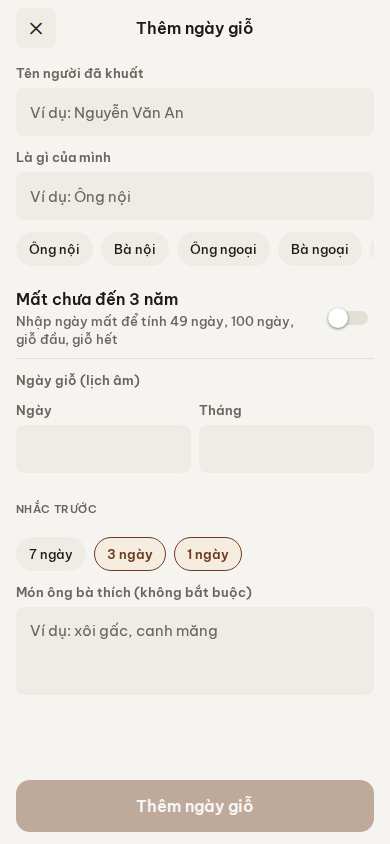 Thêm ngày giỗ
Tên người đã khuất
Ví dụ: Nguyễn Văn An
Là gì của mình
Ví dụ: Ông nội
Ông nội
Bà nội
Ông ngoại
Bà ngoại
Mất chưa đến 3 năm
Nhập ngày mất để tính 49 ngày, 100 ngày,
giỗ đầu, giỗ hết
Ngày giỗ (lịch âm)
Ngày
Tháng
NHẮC TRƯỚC
7 ngày
3 ngày
1 ngày
Món ông bà thích (không bắt buộc)
Ví dụ: xôi gấc, canh măng
Thêm ngày giỗ